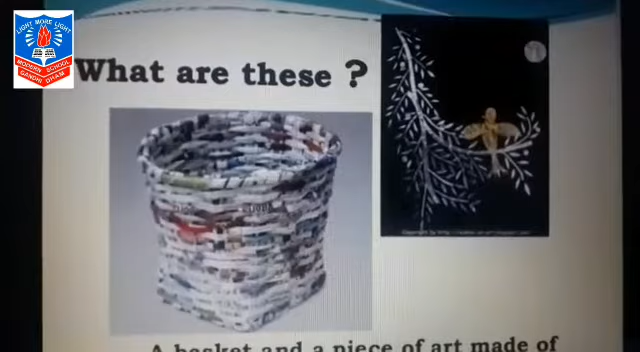 LIGHT MORE LIGHT
MODERN SCHOOL
GANDHI DHAM
What are these ?
A basket and a piece of art made of